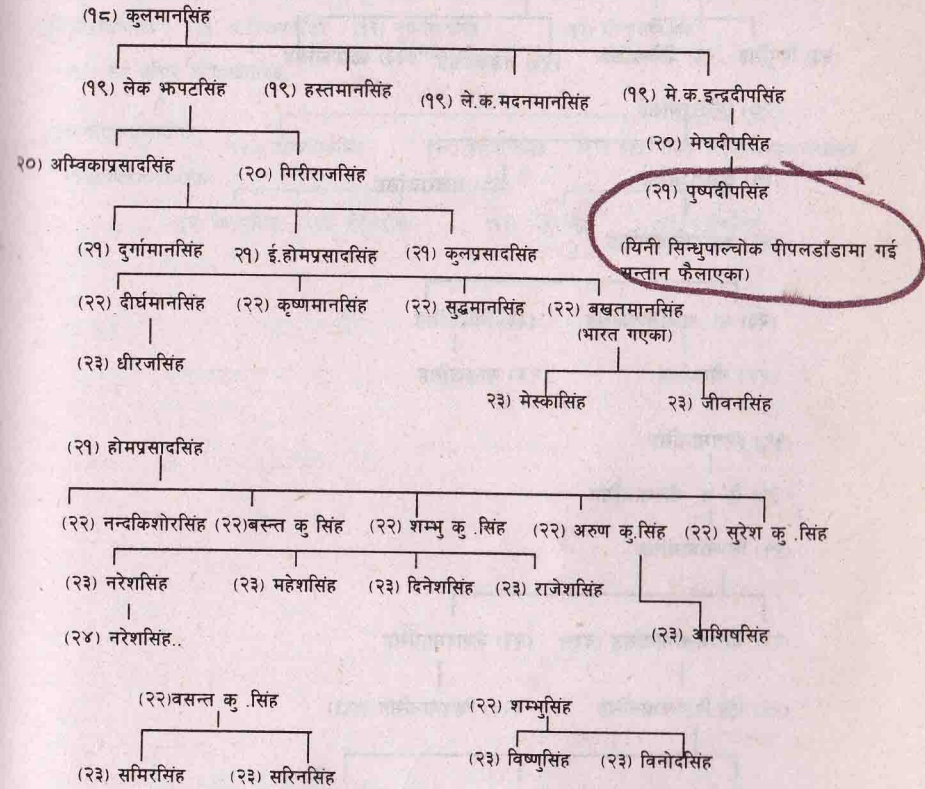 (१८) कुलमानसिंह
(१९) लेक झपटसिंह (१९) हस्तमानसिंह (१९) ले.क.मदनमानसिंह (१९) मे.क.इन्द्रदीपसिंह
(२०) मेघदीपसिंह
२०) अम्विकाप्रसादसिंह (२०) गिरीराजसिंह
(२१) पुष्पदीपसिंह
(२१) दुर्गामानसिंह २१) ई.होमप्रसादसिंह (२१) कुलप्रसादसिंह
(यिनी सिन्धुपाल्चोक पीपलडाँडामा गई
सन्तान फैलाएका)
(२२) दीर्घमानसिंह (२२) कृष्णमानसिंह (२२) सुद्धमानसिंह (२२) बखतमानसिंह
(भारत गएका)
(२३) धीरजसिंह
२३) मेस्कासिंह २३) जीवनसिंह
(२१) होमप्रसादसिंह
(२२) नन्दकिशोरसिंह (२२)बस्न्त कु सिंह (२२) शम्भु कु .सिंह (२२) अरुण कु.सिंह (२२) सुरेश कु .सिंह
(२३) नरेशसिंह (२३) महेशसिंह (२३) दिनेशसिंह (२३) राजेशसिंह
(२४) नरेशसिंह.. (२३) आशिषसिंह
(२२)वसन्त कु .सिंह (२२) शम्भुसिंह
(२३) समिरसिंह (२३) सरिनसिंह (२३) विष्णुसिंह (२३) विनोदसिंह